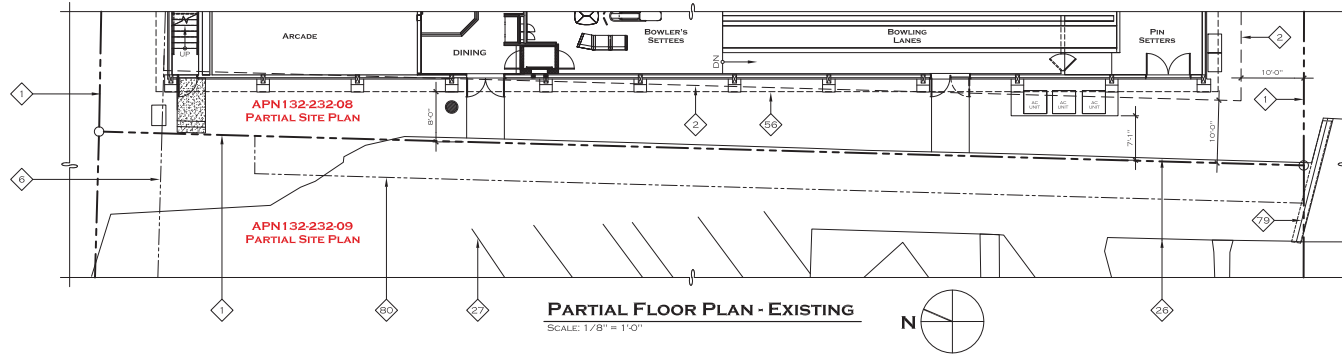 ARCADE
DINING
BOWLER'S
SETTEES
BOWLING
LANES
PIN
SETTERS
UP
DN
2
10'-0"
1
1
APN132-232-08
PARTIAL SITE PLAN
8'-0"
2
56
AC
UNIT
AC
UNIT
AC
UNIT
7'-1"
10'-0"
6
APN132-232-09
PARTIAL SITE PLAN
79
1
80
27
26
PARTIAL FLOOR PLAN - EXISTING
SCALE: 1/8" = 1'-0"
N